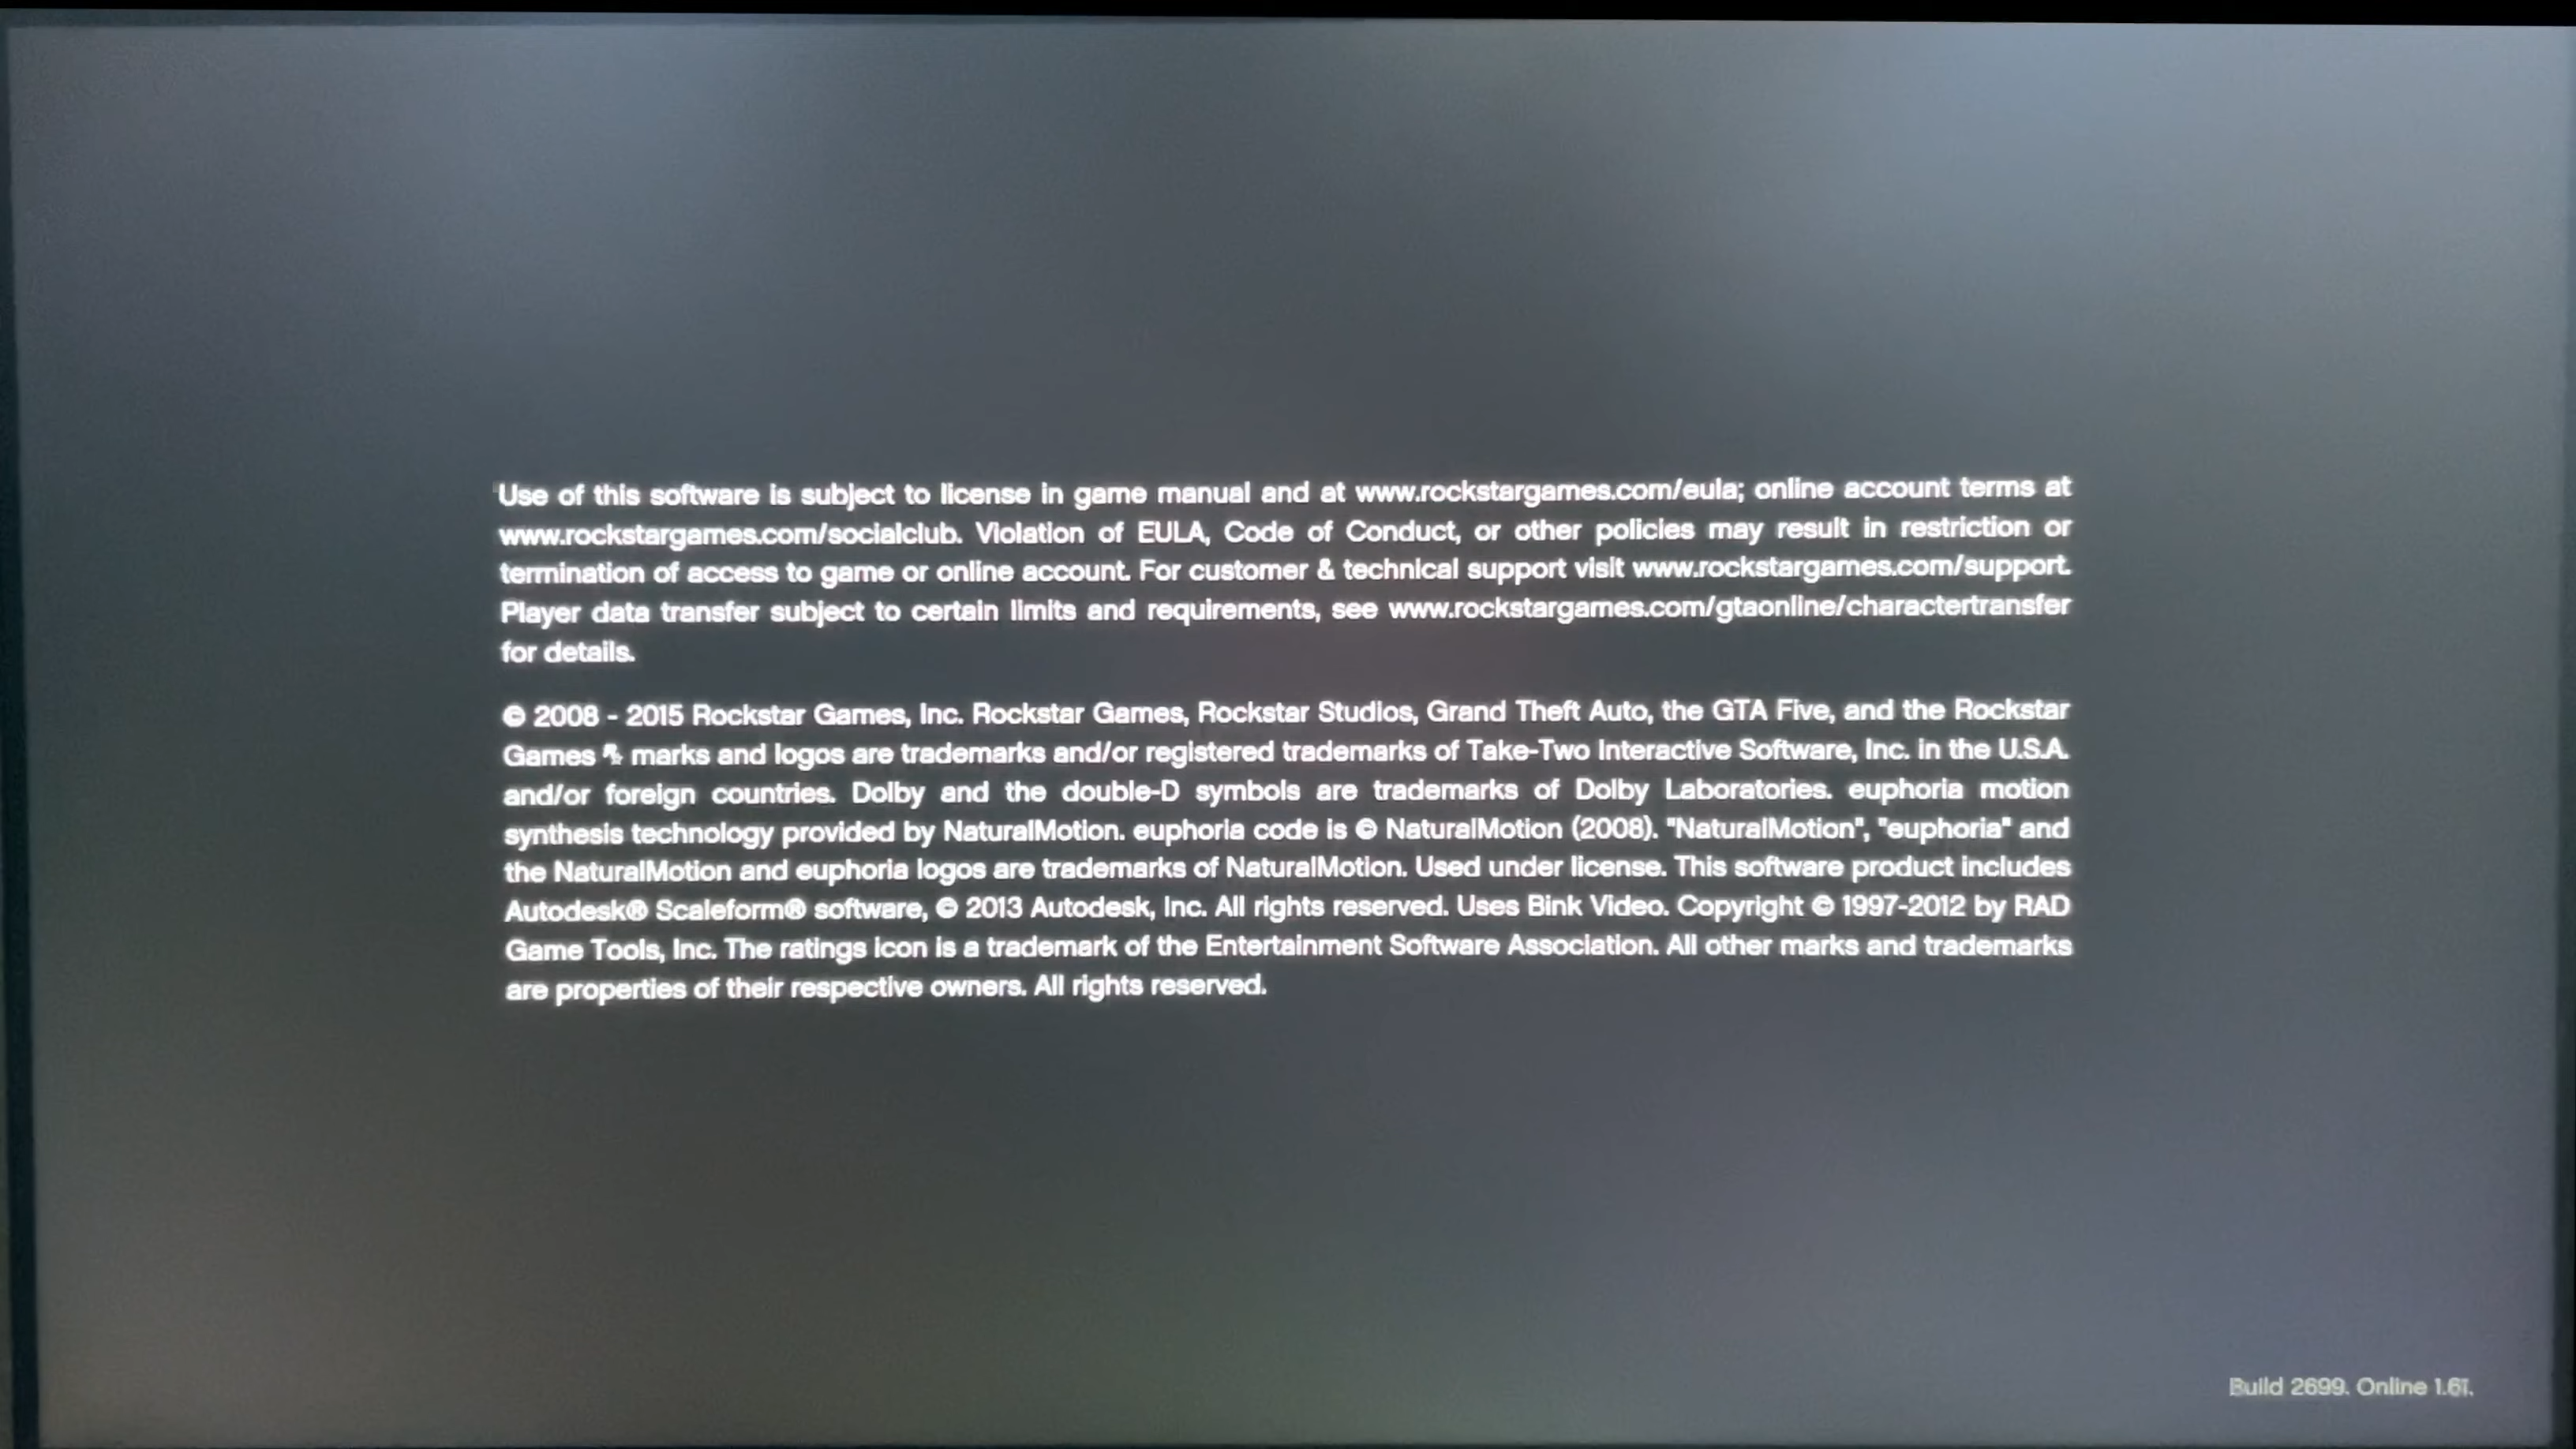 Use of this software is subject to license in game manual and at www.rockstargames.com/eula; online account terms at
www.rockstargames.com/socialclub. Violation of EULA, Code of Conduct, or other policies may result in restriction or
termination of access to game or online account. For customer & technical support visit www.rockstargames.com/support.
Player data transfer subject to certain limits and requirements, see www.rockstargames.com/gtaonline/charactertransfer
for details.
© 2008 - 2015 Rockstar Games, Inc. Rockstar Games, Rockstar Studios, Grand Theft Auto, the GTA Five, and the Rockstar
Games R* marks and logos are trademarks and/or registered trademarks of Take-Two Interactive Software, Inc. in the U.S.A.
and/or foreign countries. Dolby and the double-D symbols are trademarks of Dolby Laboratories. euphoria motion
synthesis technology provided by NaturalMotion. euphoria code is © NaturalMotion (2008). "NaturalMotion", "euphoria" and
the NaturalMotion and euphoria logos are trademarks of NaturalMotion. Used under license. This software product includes
Autodesk® Scaleform® software, © 2013 Autodesk, Inc. All rights reserved. Uses Bink Video. Copyright © 1997-2012 by RAD
Game Tools, Inc. The ratings icon is a trademark of the Entertainment Software Association. All other marks and trademarks
are properties of their respective owners. All rights reserved.
Build 2699. Online 1.61.